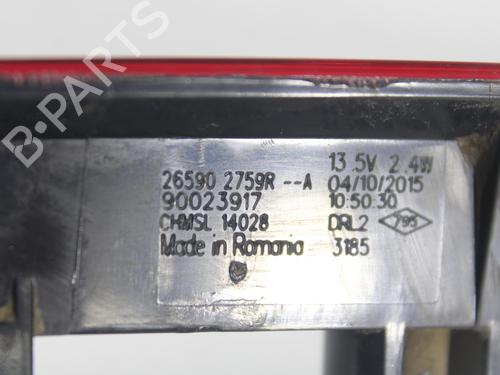 B-PARTS
13.5V 2.4W
26590 2759R --A 04/10/2015
90023917 10:50:30
CHMSL 14028 DRL2 795
Made in Romania 3185